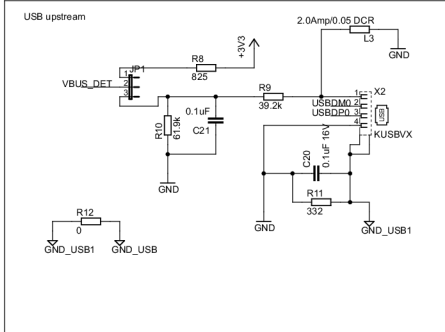 USB upstream
2.0Amp/0.05 DCR
L3
GND
+3V3
R8
825
JP1
VBUS_DET
1
2
3
R9
39.2k
0.1uF
C21
R10
61.9k
GND
X2
1
USBDM0 2
USBDP0 3
4
USB
KUSBVX
C20
0.1uF 16V
R11
332
GND
GND_USB1
R12
0
GND_USB1
GND_USB